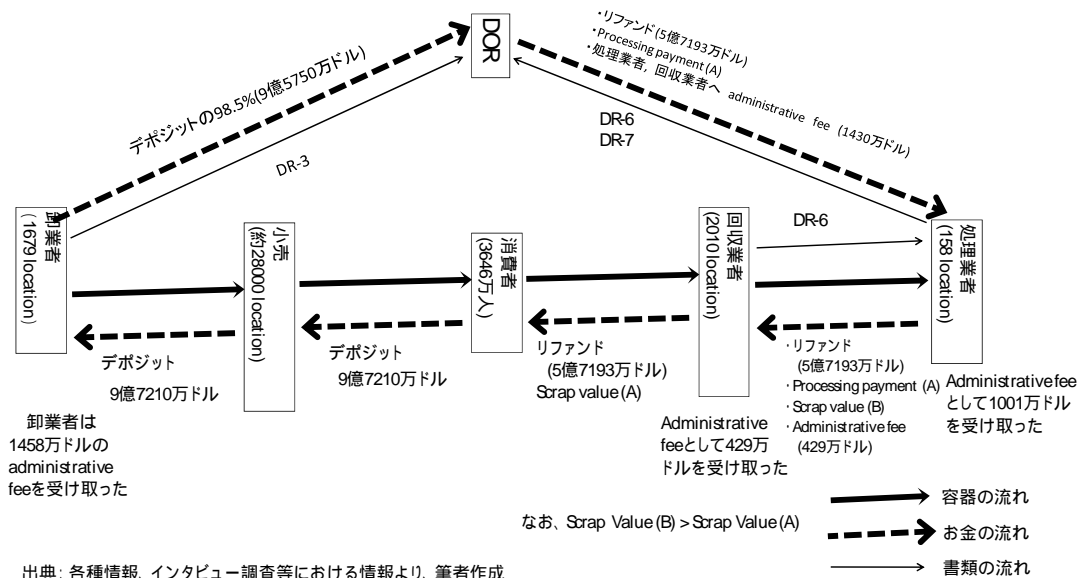 DOR
・リファンド(5億7193万ドル)
・Processing payment (A)
・処理業者, 回収業者へ administrative fee (1430万ドル)
デポジットの98.5%(9億5750万ドル)
DR-3
DR-6
DR-7
卸業者
(1679 location)
小売
(約28000 location)
消費者
(3646万人)
回収業者
(2010 location)
DR-6
処理業者
(158 location)
デポジット
9億7210万ドル
デポジット
9億7210万ドル
リファンド
(5億7193万ドル)
Scrap value (A)
・リファンド
(5億7193万ドル)
・Processing payment (A)
・Scrap value (B)
・Administrative fee
(429万ドル)
Administrative fee
として1001万ドル
を受け取った
卸業者は
1458万ドルの
administrative
feeを受け取った
Administrative
feeとして429万
ドルを受け取った
なお、Scrap Value (B) > Scrap Value (A)
容器の流れ
お金の流れ
書類の流れ
出典: 各種情報、インタビュー調査等における情報より、筆者作成